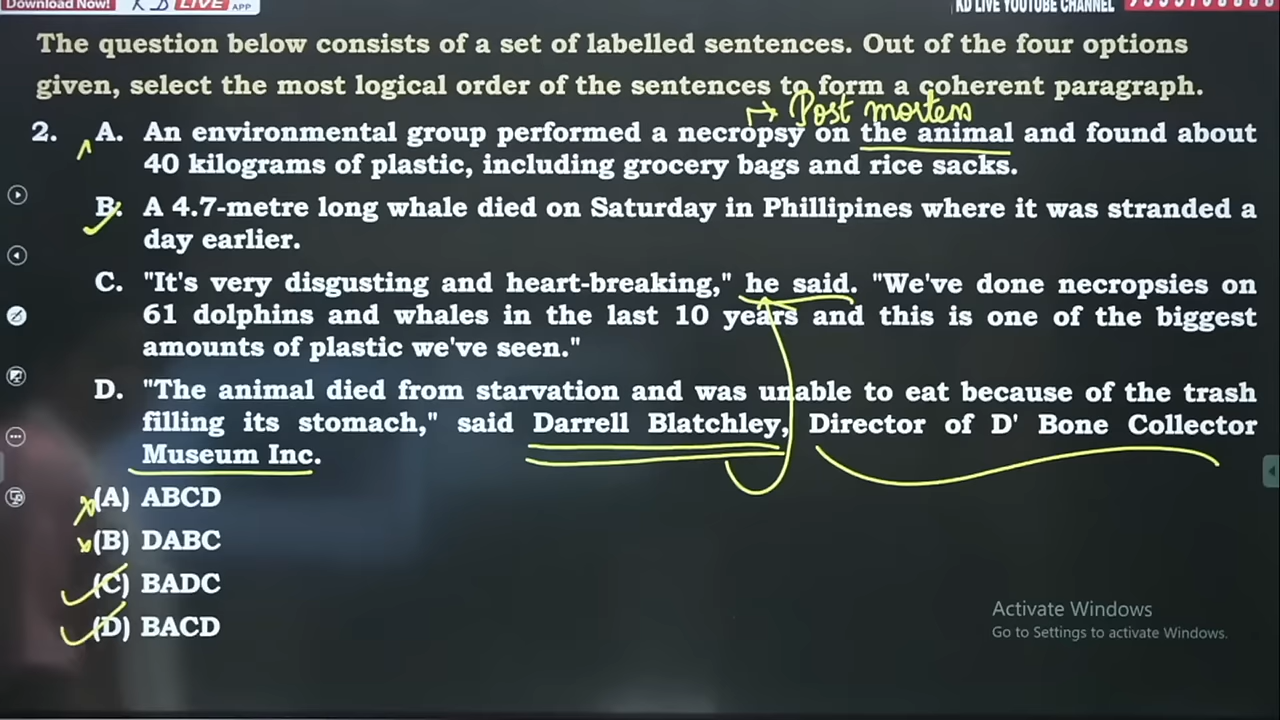 Download Now! K D LIVE APP
KD LIVE YOUTUBE CHANNEL
The question below consists of a set of labelled sentences. Out of the four options
given, select the most logical order of the sentences to form a coherent paragraph.
Post mortem
2. A. An environmental group performed a necropsy on the animal and found about
40 kilograms of plastic, including grocery bags and rice sacks.
B. A 4.7-metre long whale died on Saturday in Phillipines where it was stranded a
day earlier.
C. "It's very disgusting and heart-breaking," he said. "We've done necropsies on
61 dolphins and whales in the last 10 years and this is one of the biggest
amounts of plastic we've seen."
D. "The animal died from starvation and was unable to eat because of the trash
filling its stomach," said Darrell Blatchley, Director of D' Bone Collector
Museum Inc.
(A) ABCD
(B) DABC
(C) BADC
(D) BACD
Activate Windows
Go to Settings to activate Windows.